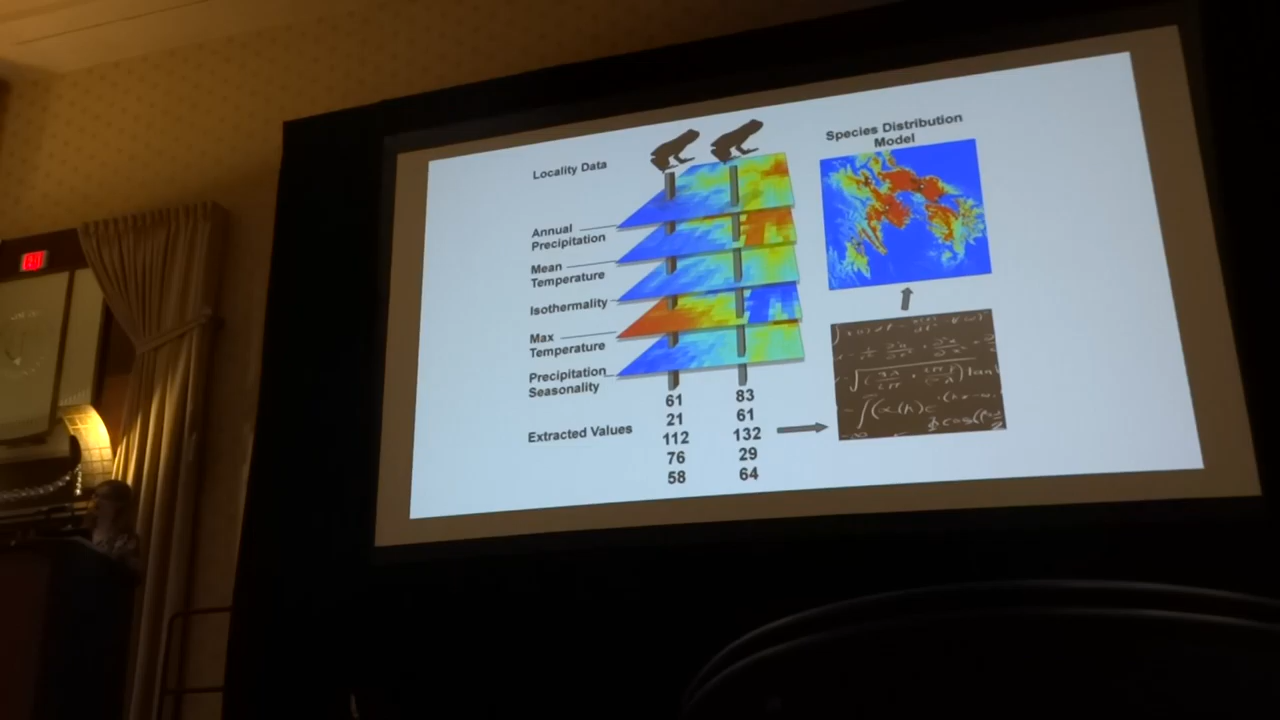 Species Distribution
Model
Locality Data
Annual
Precipitation
Mean
Temperature
Isothermality
Max
Temperature
Precipitation
Seasonality
61 83
21 61
Extracted Values
112 132
76 29
58 64